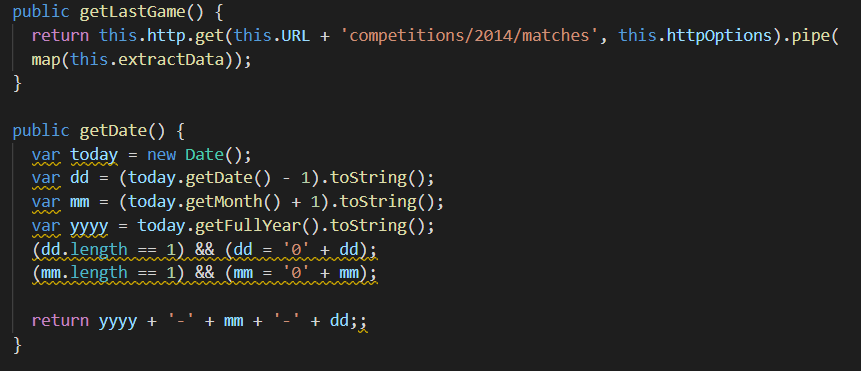 public getLastGame() {
return this.http.get(this.URL + 'competitions/2014/matches', this.httpOptions).pipe(
map(this.extractData));
}
public getDate() {
var today = new Date();
var dd = (today.getDate() - 1).toString();
var mm = (today.getMonth() + 1).toString();
var yyyy = today.getFullYear().toString();
(dd.length == 1) && (dd = '0' + dd);
(mm.length == 1) && (mm = '0' + mm);
return yyyy + '-' + mm + '-' + dd;;
}